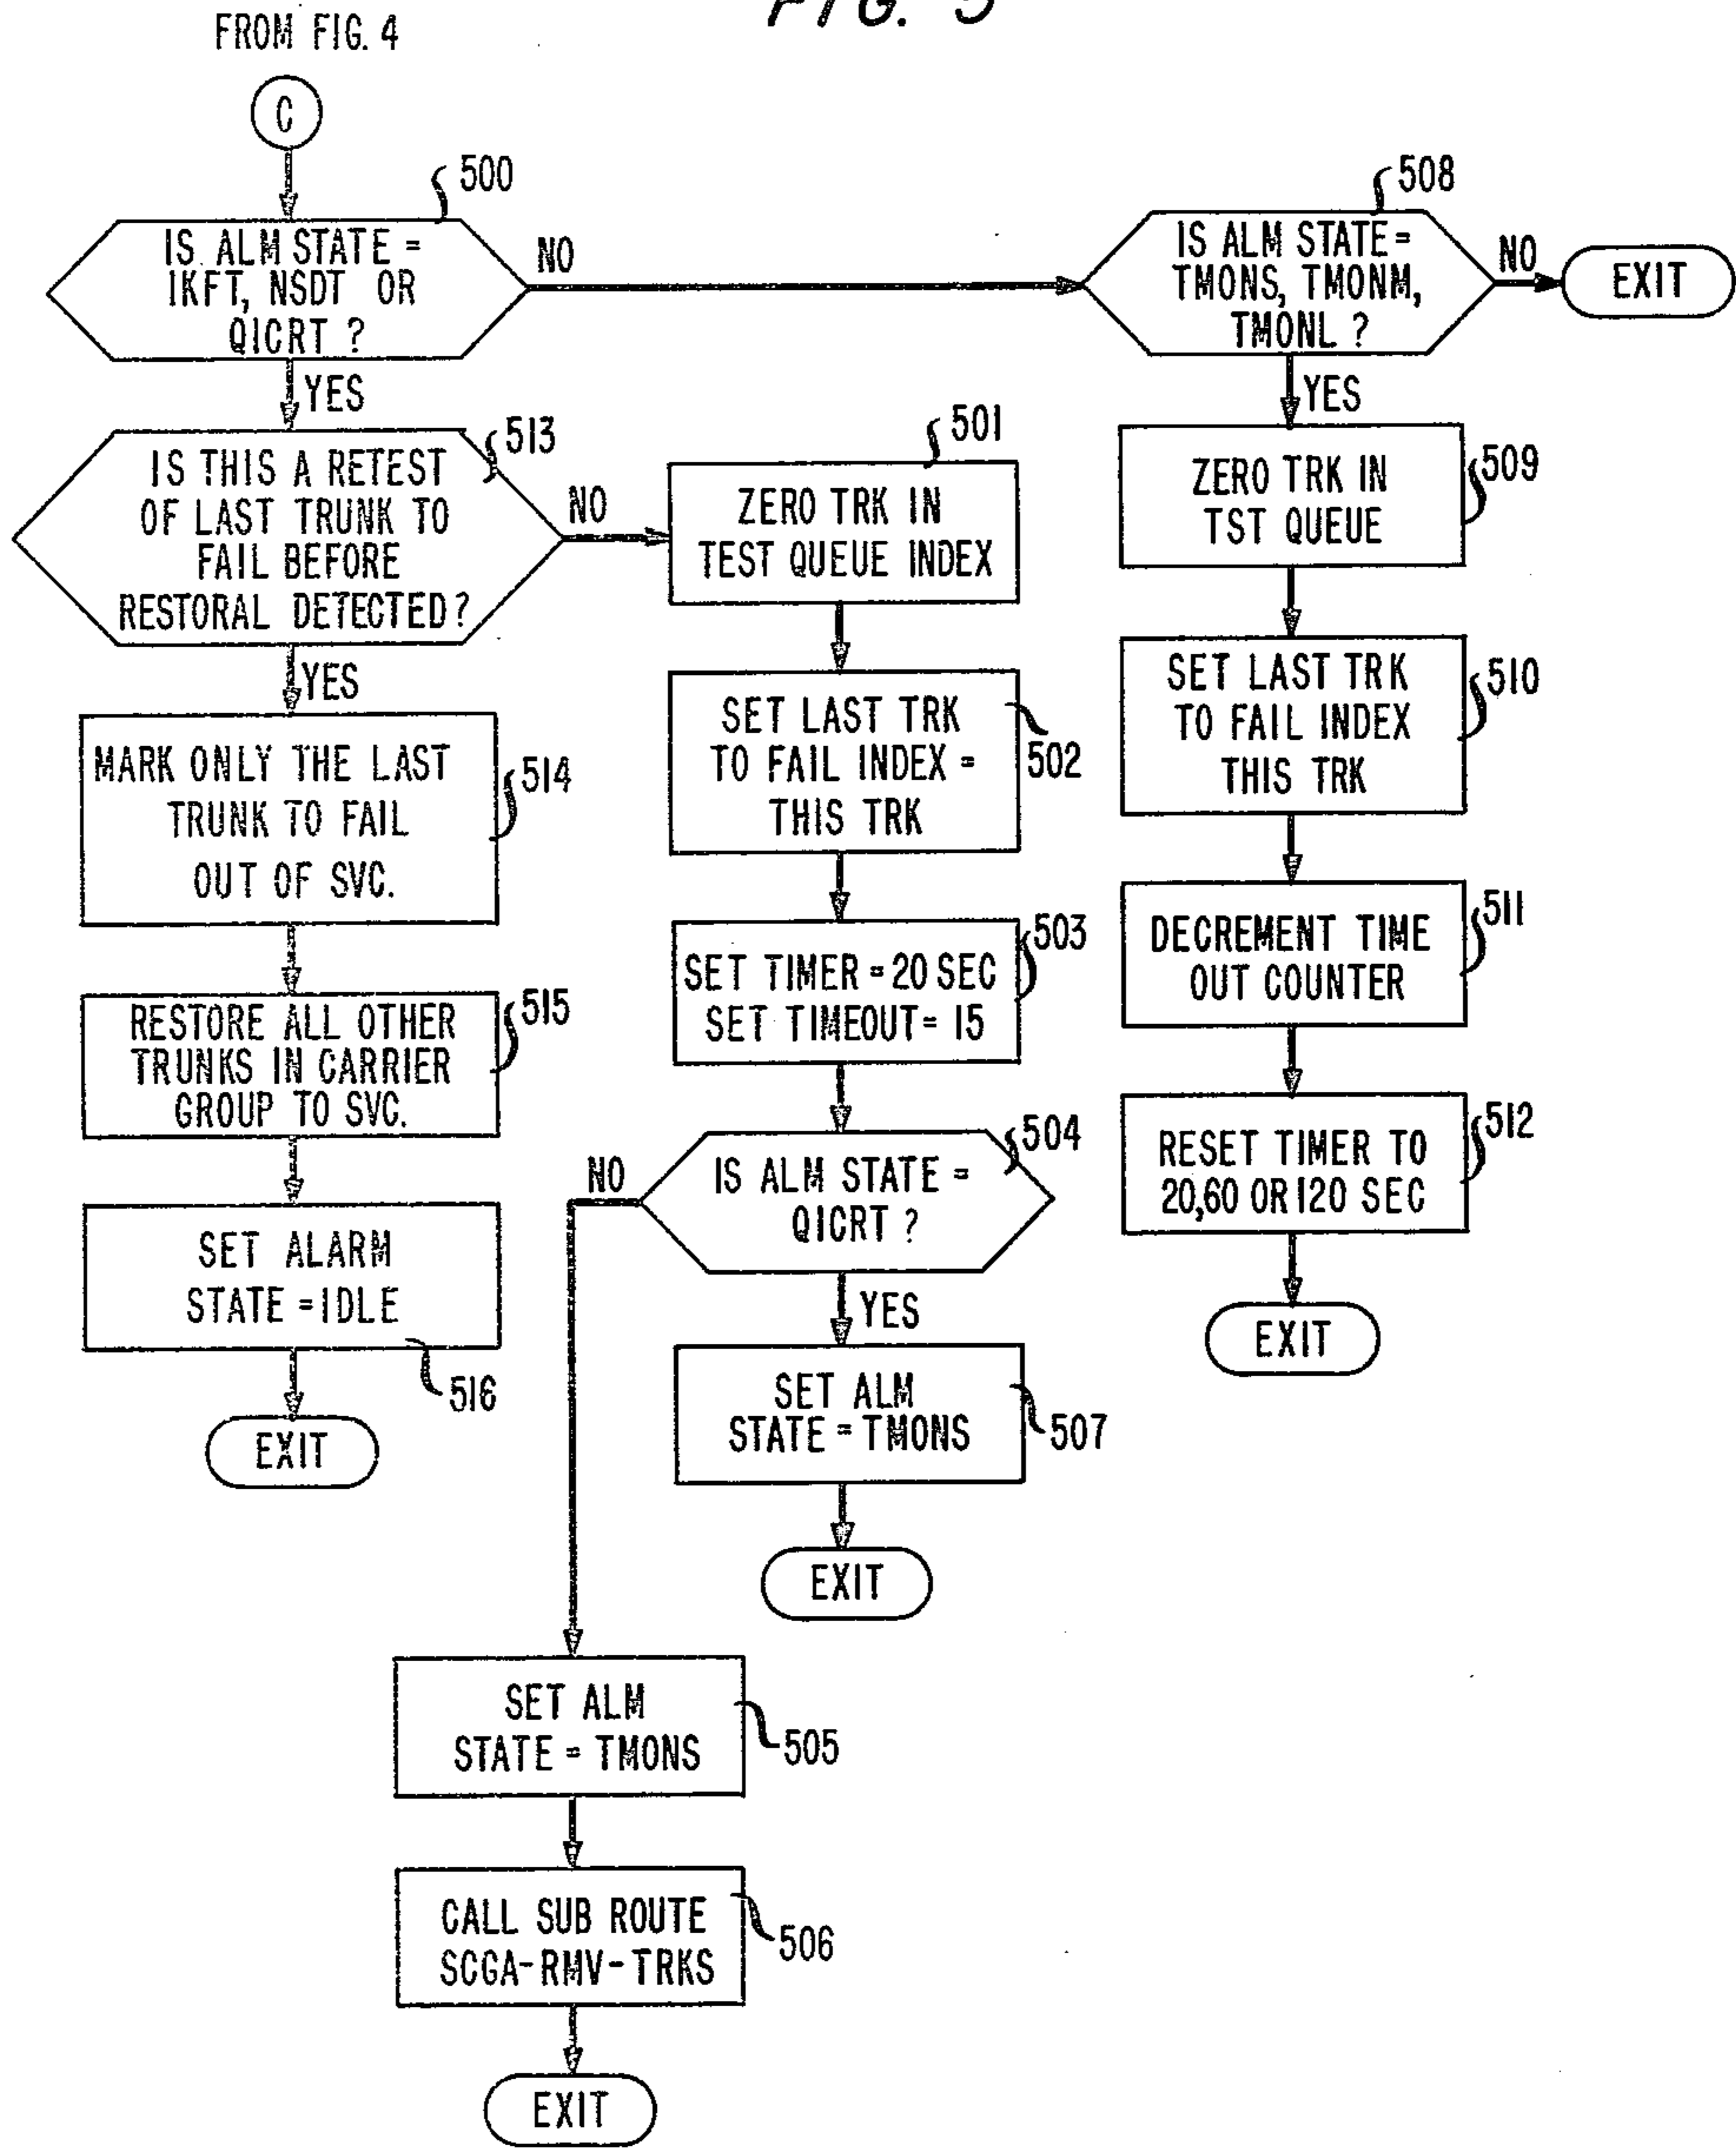 FIG. 5
FROM FIG. 4
C
500
IS ALM STATE =
IKFT, NSDT OR
QICRT ?
NO
YES
508
IS ALM STATE =
TMONS, TMONM,
TMONL ?
NO
EXIT
YES
513
IS THIS A RETEST
OF LAST TRUNK TO
FAIL BEFORE
RESTORAL DETECTED?
NO
YES
514
MARK ONLY THE LAST
TRUNK TO FAIL
OUT OF SVC.
515
RESTORE ALL OTHER
TRUNKS IN CARRIER
GROUP TO SVC.
SET ALARM
STATE = IDLE
516
EXIT
501
ZERO TRK IN
TEST QUEUE INDEX
SET LAST TRK
TO FAIL INDEX =
THIS TRK
502
503
SET TIMER = 20 SEC
SET TIMEOUT = 15
504
IS ALM STATE =
QICRT ?
NO
YES
SET ALM
STATE = TMONS
507
EXIT
SET ALM
STATE = TMONS
505
CALL SUB ROUTE
SCGA-RMV-TRKS
506
EXIT
509
ZERO TRK IN
TST QUEUE
510
SET LAST TRK
TO FAIL INDEX
THIS TRK
511
DECREMENT TIME
OUT COUNTER
512
RESET TIMER TO
20,60 OR 120 SEC
EXIT